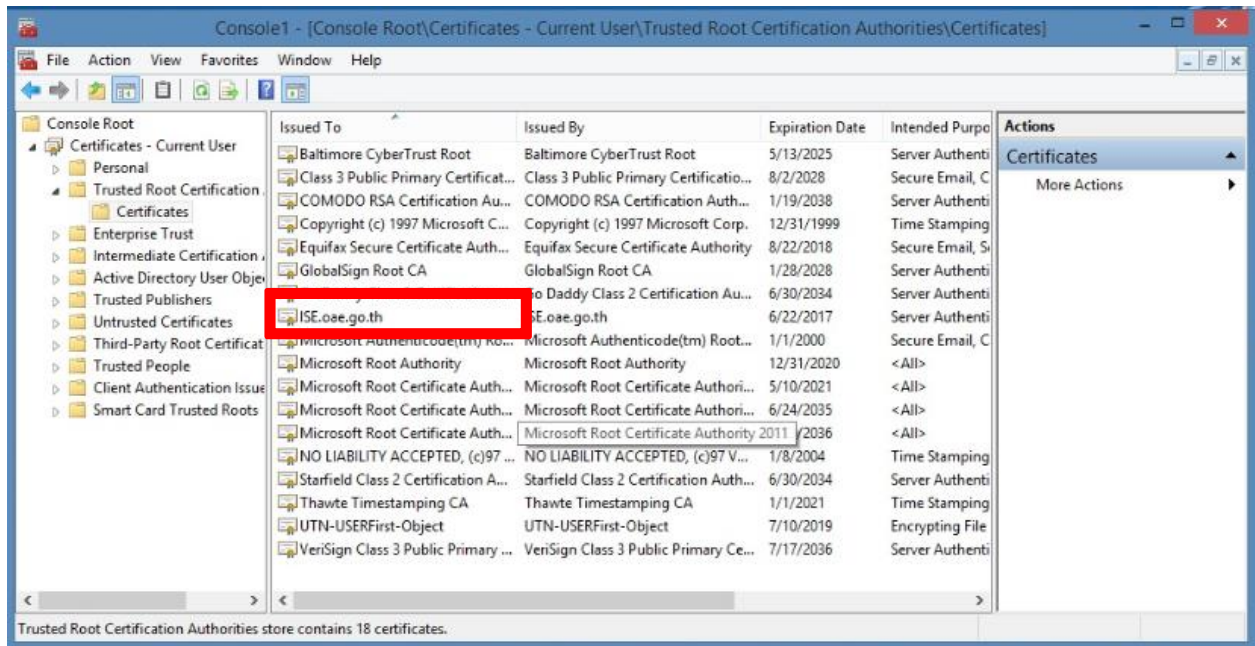 Console1 - [Console Root\Certificates - Current User\Trusted Root Certification Authorities\Certificates]
File Action View Favorites Window Help
Console Root
Certificates - Current User
Personal
Trusted Root Certification
Certificates
Enterprise Trust
Intermediate Certification
Active Directory User Obje
Trusted Publishers
Untrusted Certificates
Third-Party Root Certificat
Trusted People
Client Authentication Issue
Smart Card Trusted Roots
Issued To Issued By Expiration Date Intended Purpo
Baltimore CyberTrust Root Baltimore CyberTrust Root 5/13/2025 Server Authenti
Class 3 Public Primary Certificat... Class 3 Public Primary Certificatio... 8/2/2028 Secure Email, C
COMODO RSA Certification Au... COMODO RSA Certification Auth... 1/19/2038 Server Authenti
Copyright (c) 1997 Microsoft C... Copyright (c) 1997 Microsoft Corp. 12/31/1999 Time Stamping
Equifax Secure Certificate Auth... Equifax Secure Certificate Authority 8/22/2018 Secure Email, S
GlobalSign Root CA GlobalSign Root CA 1/28/2028 Server Authenti
Daddy Class 2 Certification Au... 6/30/2034 Server Authenti
ISE.oae.go.th SE.oae.go.th 6/22/2017 Server Authenti
Microsoft Authenticode(tm) Ro... Microsoft Authenticode(tm) Root... 1/1/2000 Secure Email, C
Microsoft Root Authority Microsoft Root Authority 12/31/2020 <All>
Microsoft Root Certificate Auth... Microsoft Root Certificate Authori... 5/10/2021 <All>
Microsoft Root Certificate Auth... Microsoft Root Certificate Authori... 6/24/2035 <All>
Microsoft Root Certificate Auth... Microsoft Root Certificate Authority 2011 /2036 <All>
NO LIABILITY ACCEPTED, (c)97 ... NO LIABILITY ACCEPTED, (c)97 V... 1/8/2004 Time Stamping
Starfield Class 2 Certification A... Starfield Class 2 Certification Auth... 6/30/2034 Server Authenti
Thawte Timestamping CA Thawte Timestamping CA 1/1/2021 Time Stamping
UTN-USERFirst-Object UTN-USERFirst-Object 7/10/2019 Encrypting File
VeriSign Class 3 Public Primary ... VeriSign Class 3 Public Primary Ce... 7/17/2036 Server Authenti
Actions
Certificates
More Actions
Trusted Root Certification Authorities store contains 18 certificates.